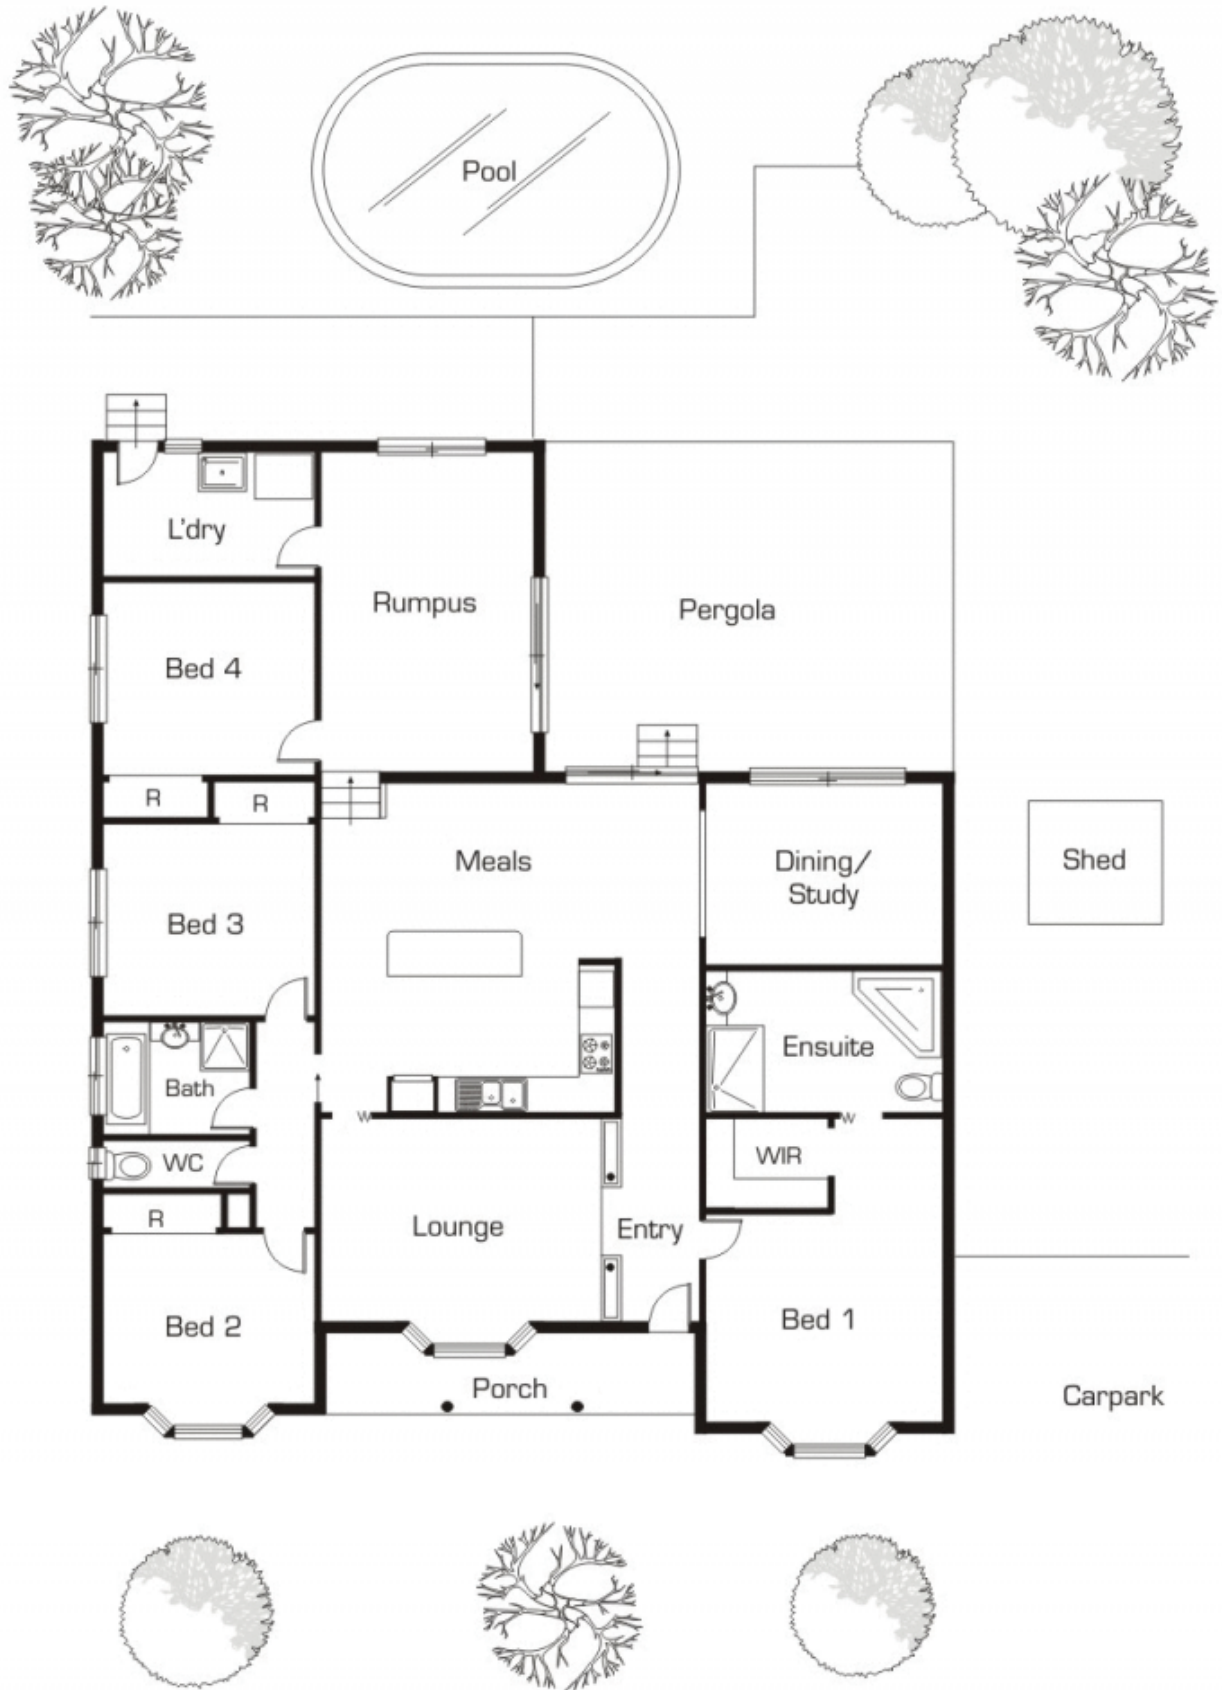 Pool
L'dry
Rumpus
Pergola
Bed 4
R
R
Meals
Dining/
Study
Shed
Bed 3
Ensuite
Bath
W
W
WC
WIR
R
Lounge
Entry
Bed 2
Bed 1
Porch
Carpark